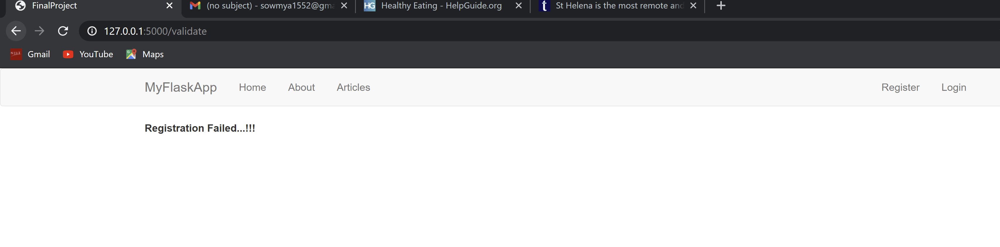 FinalProject
(no subject) - sowmya1552@gma
Healthy Eating - HelpGuide.org
St Helena is the most remote and
127.0.0.1:5000/validate
Gmail YouTube Maps
MyFlaskApp Home About Articles Register Login
Registration Failed...!!!